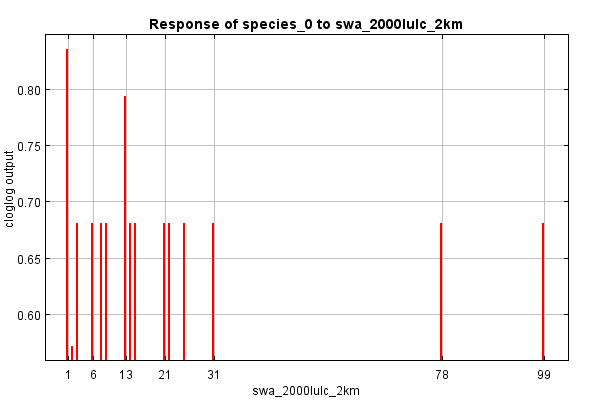 Response of species_0 to swa_2000lulc_2km
0.80
0.75
0.70
0.65
0.60
cloglog output
1 6 13 21 31 78 99
swa_2000lulc_2km